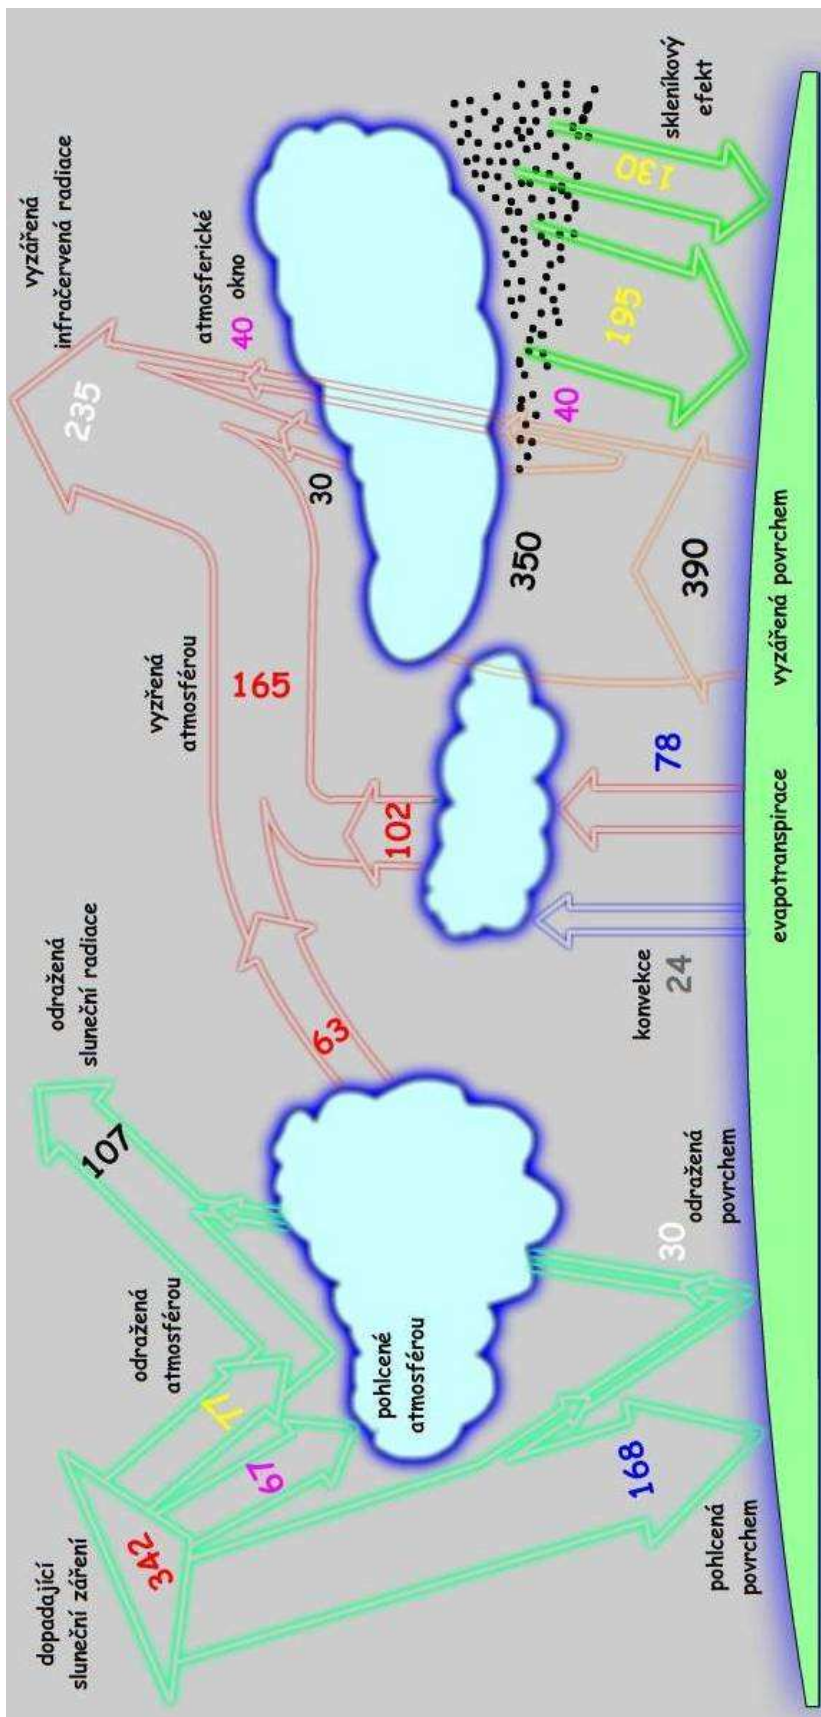 dopadající
sluneční záření
342
77
67
odražená
atmosférou
107
odražená
sluneční radiace
pohlcené
atmosférou
168
pohlcená
povrchem
30
odražená
povrchem
63
konvekce
24
evapotranspirace
78
102
165
vyzřená
atmosférou
vyzářená povrchem
390
350
30
235
vyzářená
infračervená radiace
atmosferické
okno
40
40
195
130
skleníkový
efekt